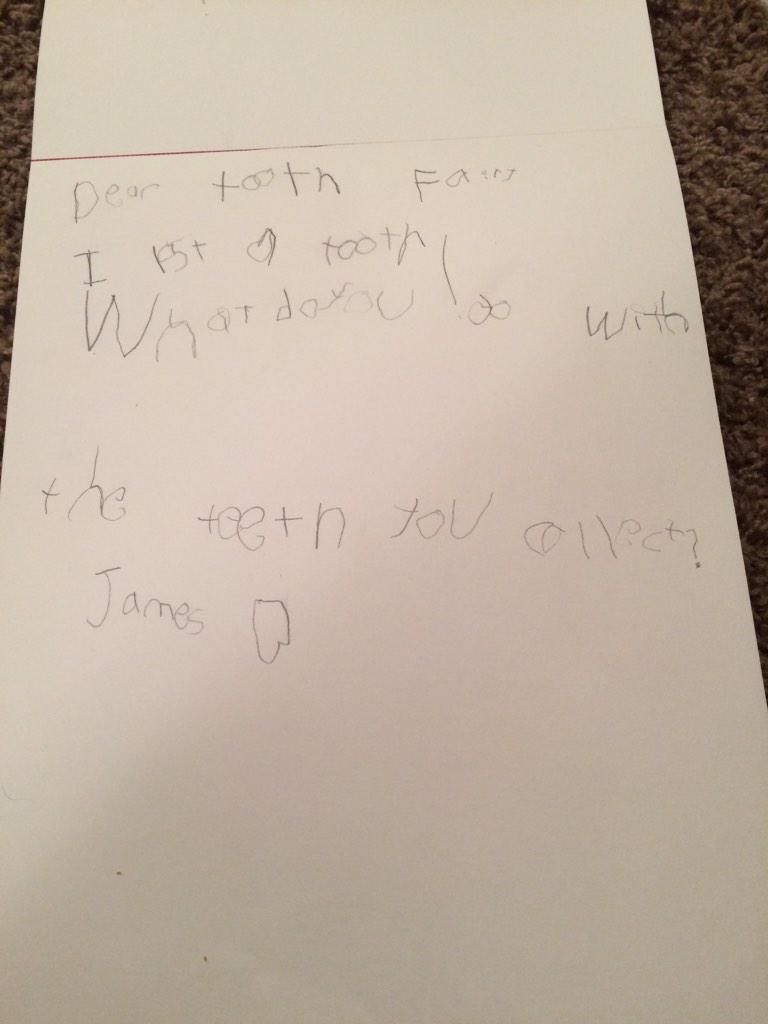 Dear tooth Fairy
I lost a tooth!
What do you do with
the teeth you collect?
James